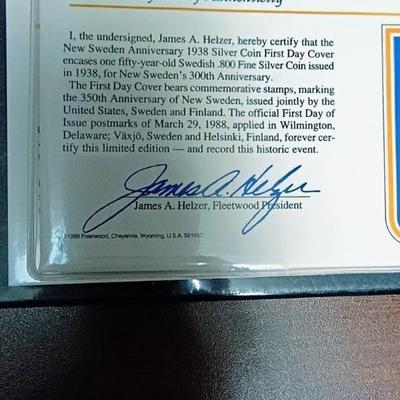 I, the undersigned, James A. Helzer, hereby certify that the
New Sweden Anniversary 1938 Silver Coin First Day Cover
encases one fifty-year-old Swedish .800 Fine Silver Coin issued
in 1938, for New Sweden's 300th Anniversary.
The First Day Cover bears commemorative stamps, marking
the 350th Anniversary of New Sweden, issued jointly by the
United States, Sweden and Finland. The official First Day of
Issue postmarks of March 29, 1988, applied in Wilmington,
Delaware; Växjö, Sweden and Helsinki, Finland, forever cer-
tify this limited edition — and record this historic event.
James A. Helzer
James A. Helzer, Fleetwood President
1988 Fleetwood, Cheyenne, Wyoming, U.S.A.